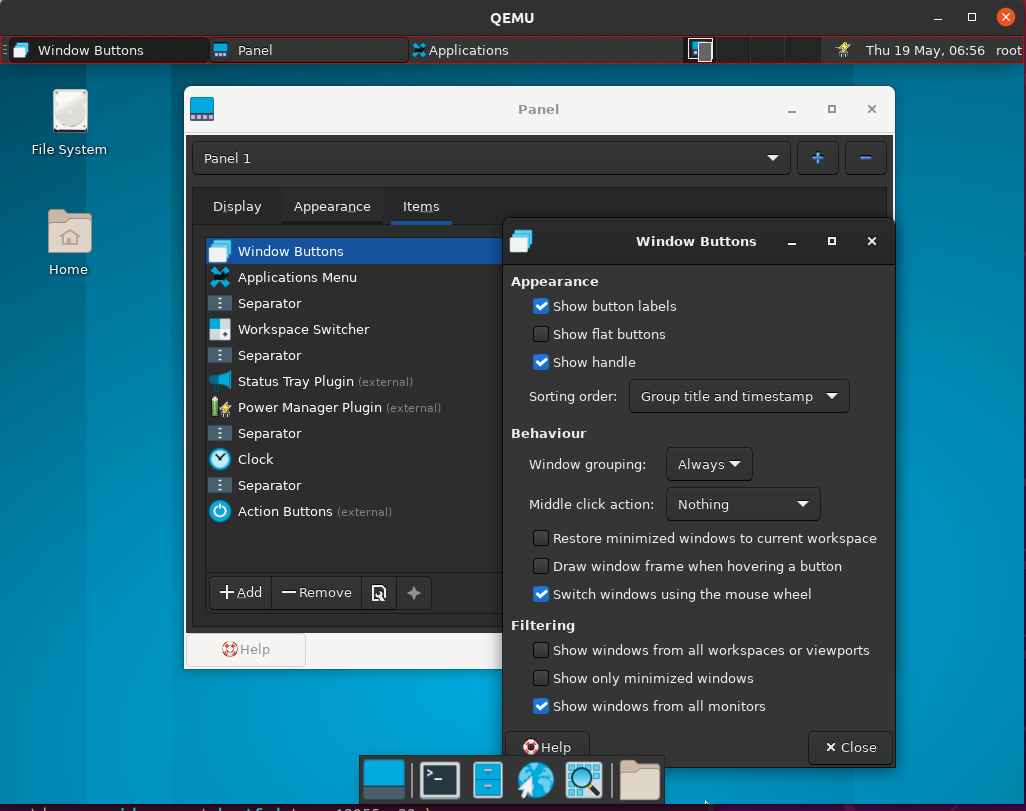 QEMU
Window Buttons
Panel
Applications
Thu 19 May, 06:56 root
File System
Home
Panel
Panel 1
Display
Appearance
Items
Window Buttons
Applications Menu
Separator
Workspace Switcher
Separator
Status Tray Plugin (external)
Power Manager Plugin (external)
Separator
Clock
Separator
Action Buttons (external)
Add
Remove
Help
Window Buttons
Appearance
Show button labels
Show flat buttons
Show handle
Sorting order: Group title and timestamp
Behaviour
Window grouping: Always
Middle click action: Nothing
Restore minimized windows to current workspace
Draw window frame when hovering a button
Switch windows using the mouse wheel
Filtering
Show windows from all workspaces or viewports
Show only minimized windows
Show windows from all monitors
Help
Close